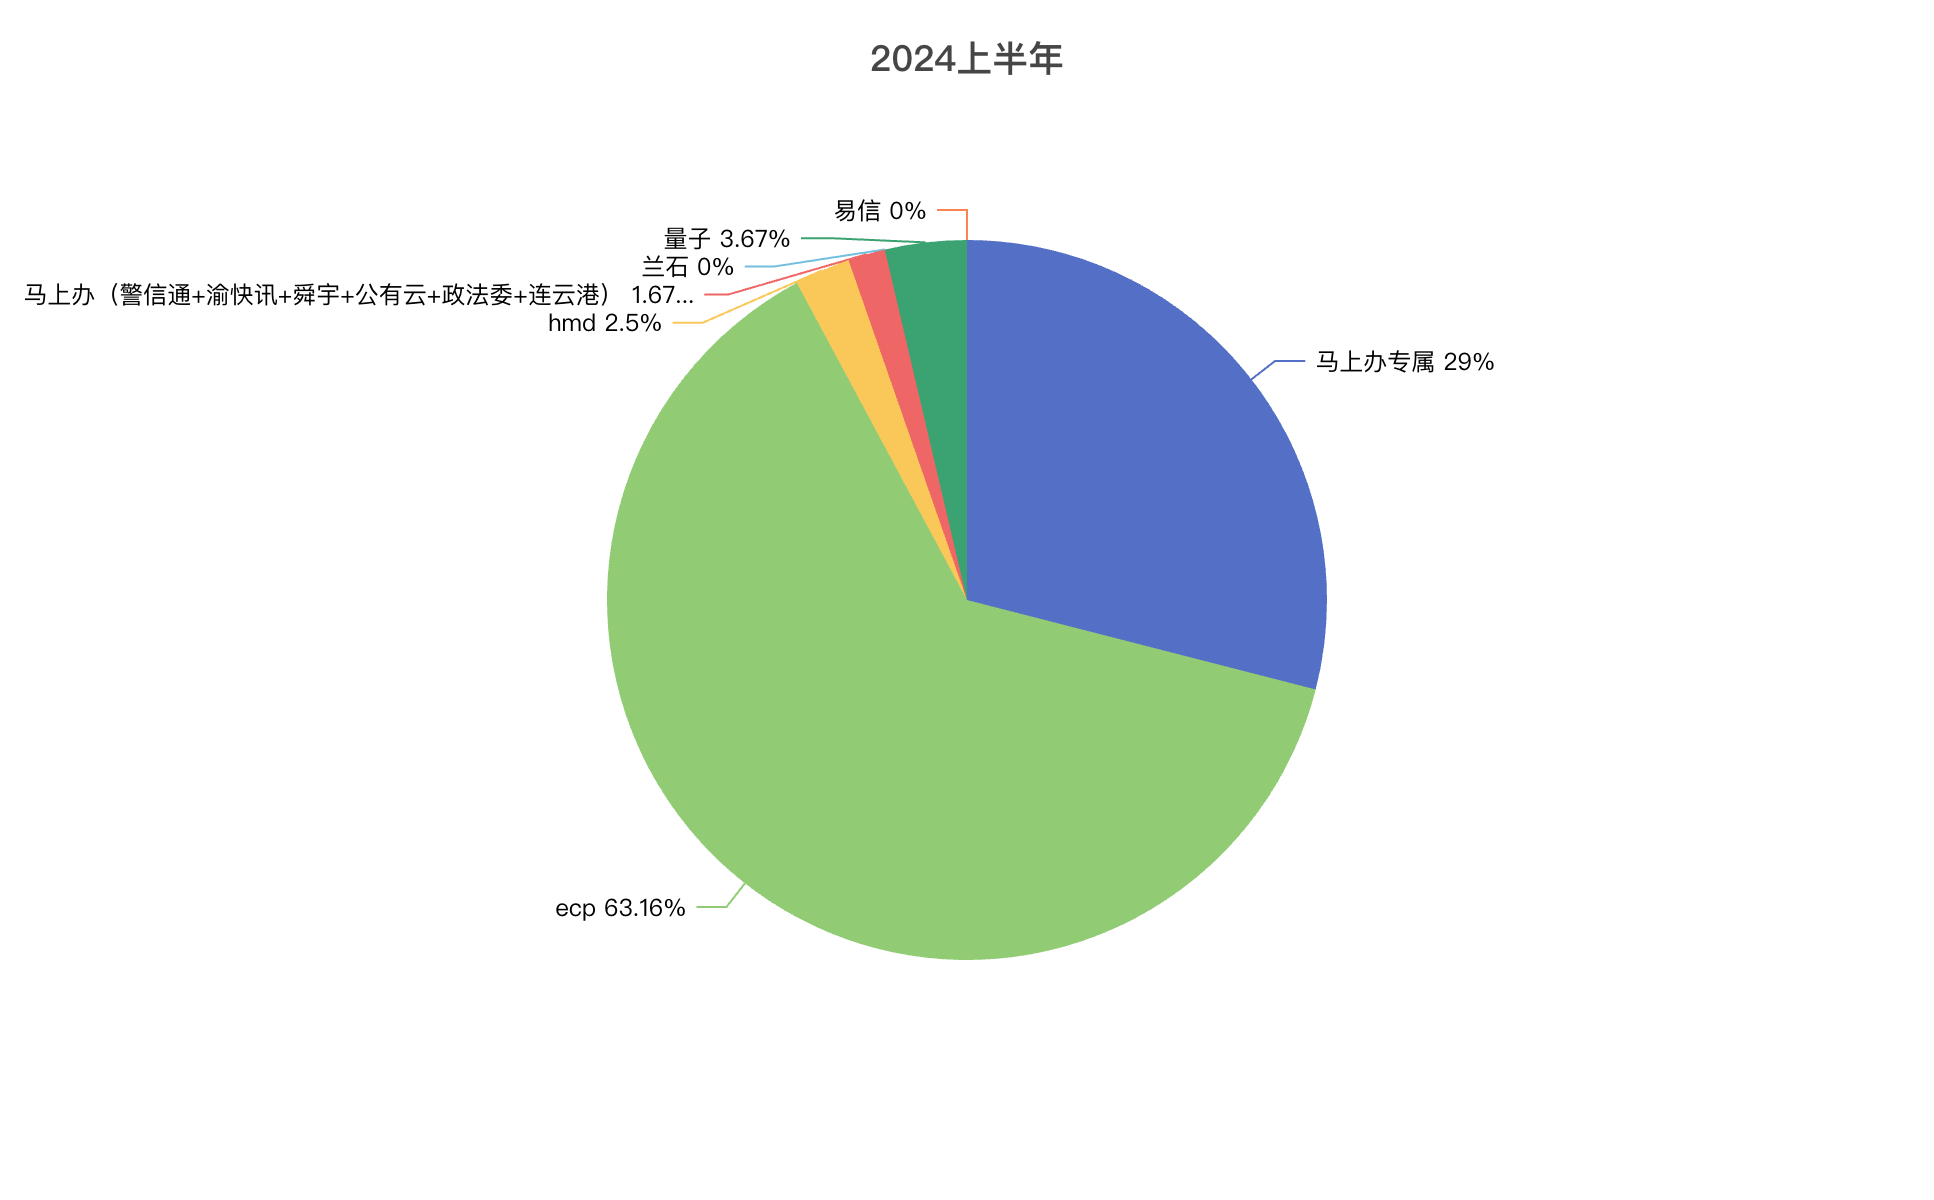 2024上半年
易信 0%
量子 3.67%
兰石 0%
马上办（警信通+渝快讯+舜宇+公有云+政法委+连云港） 1.67...
hmd 2.5%
马上办专属 29%
ecp 63.16%